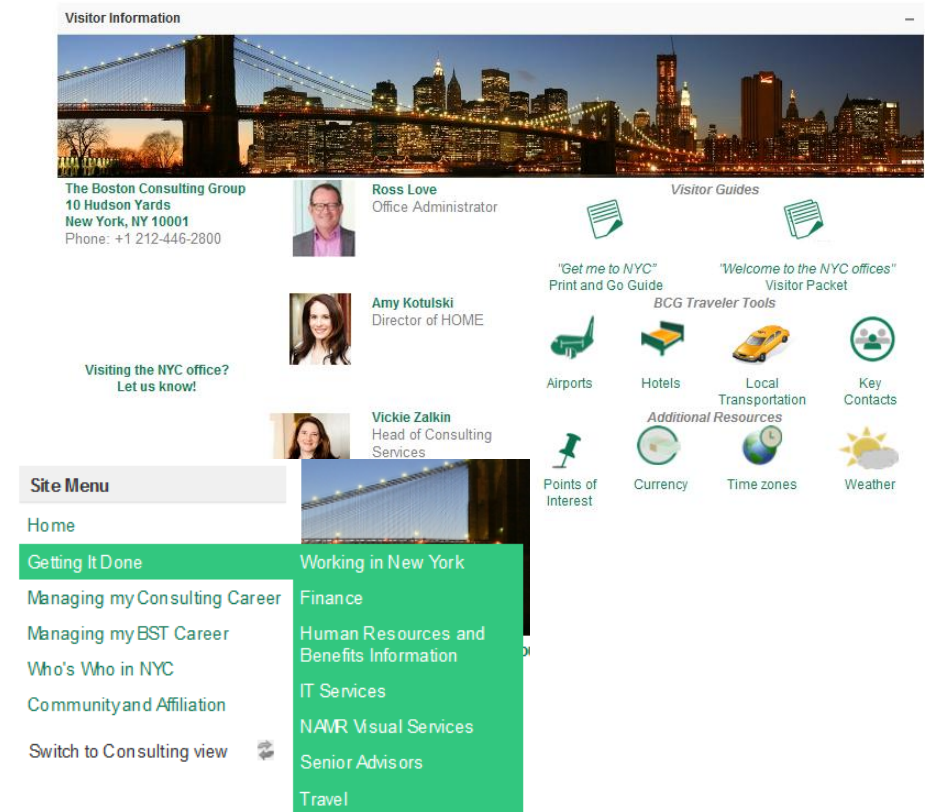 Visitor Information
The Boston Consulting Group
10 Hudson Yards
New York, NY 10001
Phone: +1 212-446-2800
Visiting the NYC office?
Let us know!
Ross Love
Office Administrator
Amy Kotulski
Director of HOME
Vickie Zalkin
Head of Consulting
Services
Visitor Guides
"Get me to NYC"
Print and Go Guide
"Welcome to the NYC offices"
Visitor Packet
BCG Traveler Tools
Airports
Hotels
Local
Transportation
Key
Contacts
Additional Resources
Points of
Interest
Currency
Time zones
Weather
Site Menu
Home
Getting It Done
Managing my Consulting Career
Managing my BST Career
Who's Who in NYC
Community and Affiliation
Switch to Consulting view
Working in New York
Finance
Human Resources and
Benefits Information
IT Services
NAMR Visual Services
Senior Advisors
Travel